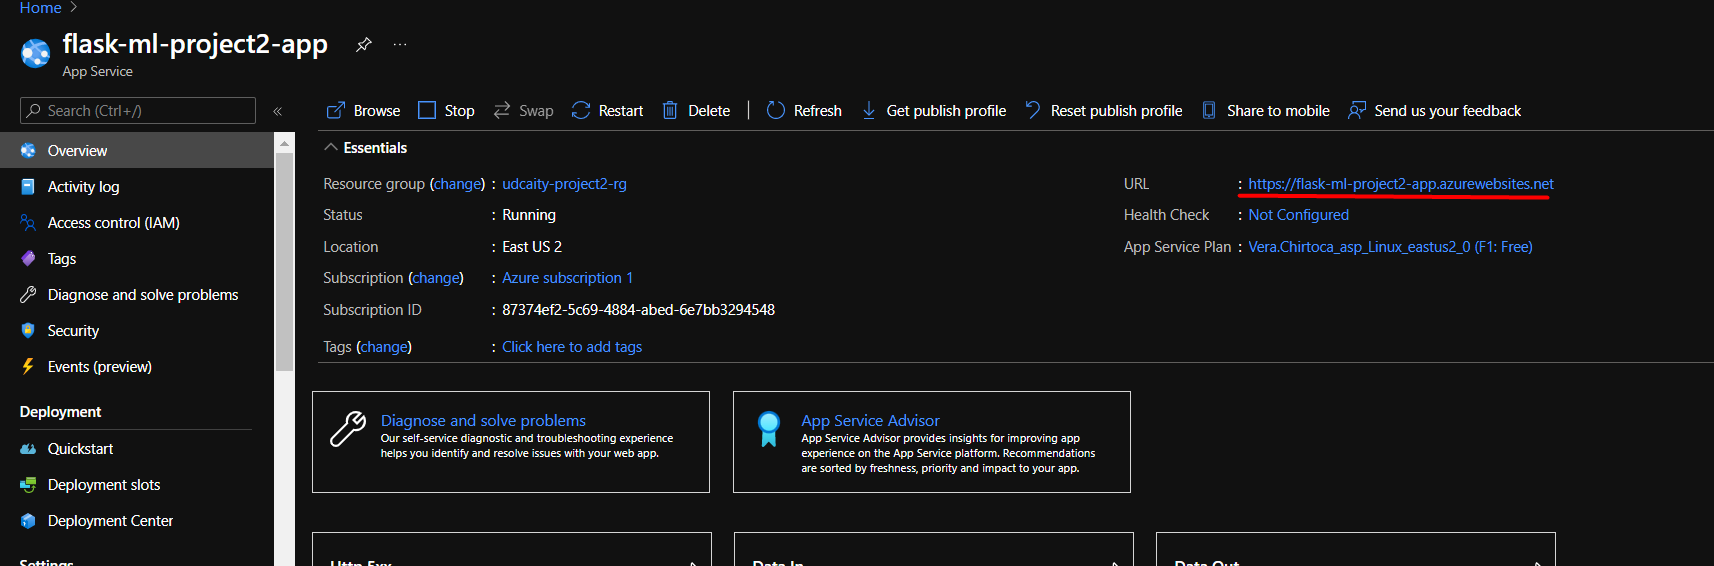 Home >
flask-ml-project2-app
App Service
Search (Ctrl+/)
«
Overview
Activity log
Access control (IAM)
Tags
Diagnose and solve problems
Security
Events (preview)
Deployment
Quickstart
Deployment slots
Deployment Center
Settings
Browse Stop Swap Restart Delete Refresh Get publish profile Reset publish profile Share to mobile Send us your feedback
Essentials
Resource group (change) : udcaity-project2-rg
Status : Running
Location : East US 2
Subscription (change) : Azure subscription 1
Subscription ID : 87374ef2-5c69-4884-abed-6e7bb3294548
Tags (change) : Click here to add tags
URL : https://flask-ml-project2-app.azurewebsites.net
Health Check : Not Configured
App Service Plan : Vera.Chirtoca_asp_Linux_eastus2_0 (F1: Free)
Diagnose and solve problems
Our self-service diagnostic and troubleshooting experience
helps you identify and resolve issues with your web app.
App Service Advisor
App Service Advisor provides insights for improving app
experience on the App Service platform. Recommendations
are sorted by freshness, priority and impact to your app.
Http 5xx
Data In
Data Out